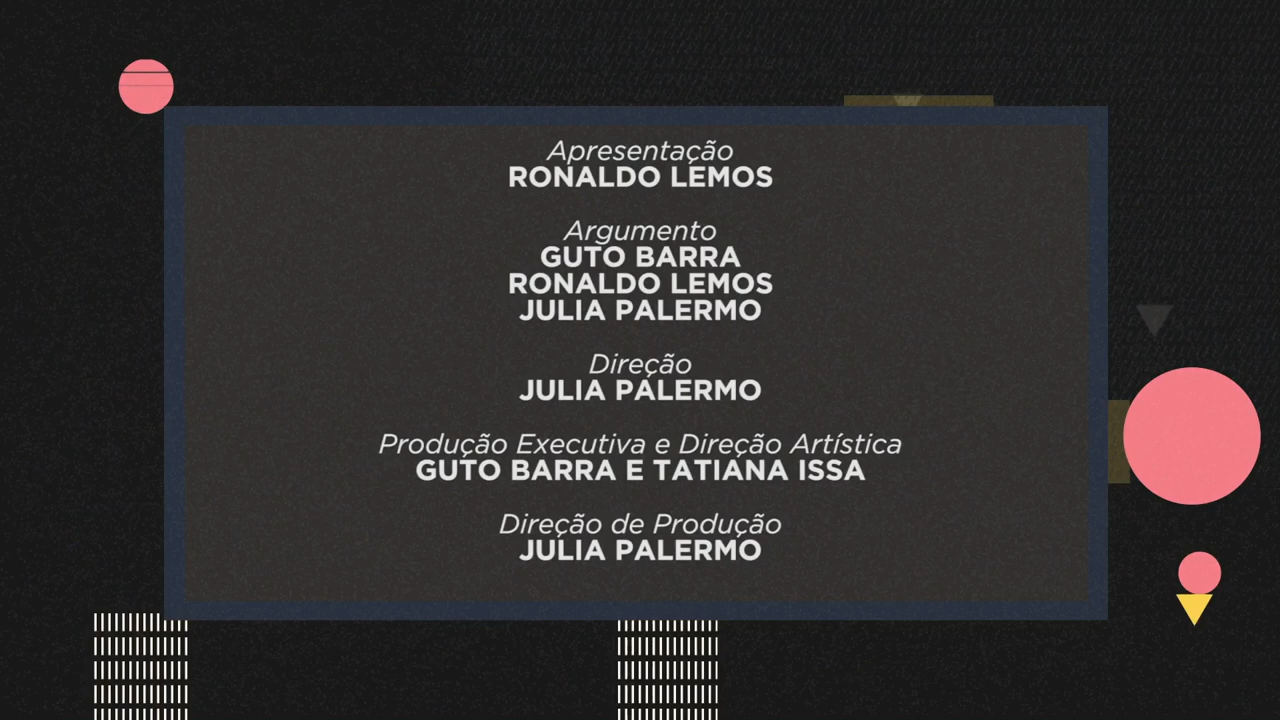 Apresentação
RONALDO LEMOS
Argumento
GUTO BARRA
RONALDO LEMOS
JULIA PALERMO
Direção
JULIA PALERMO
Produção Executiva e Direção Artística
GUTO BARRA E TATIANA ISSA
Direção de Produção
JULIA PALERMO